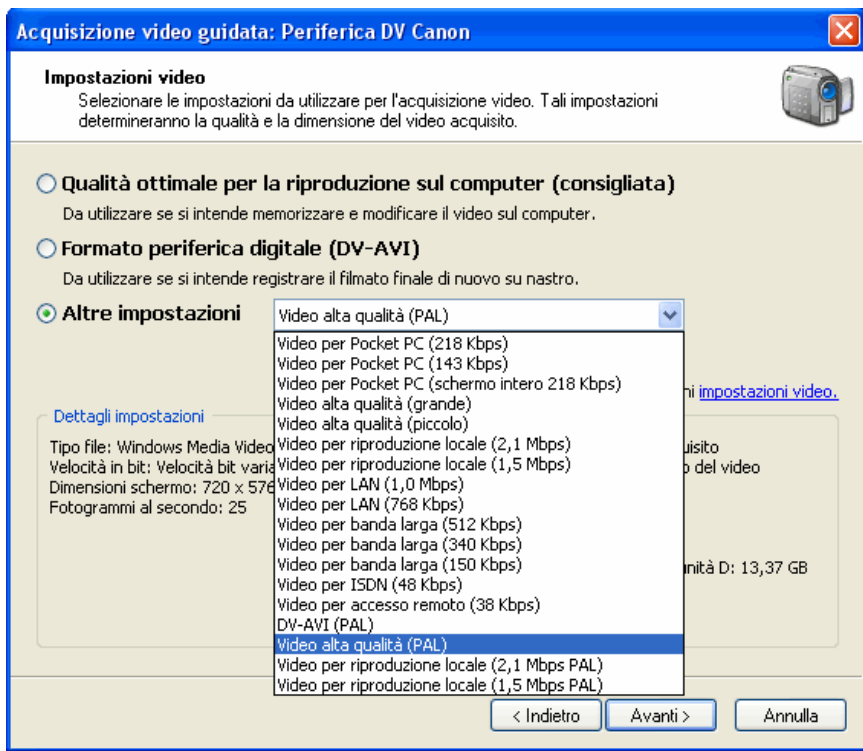 Acquisizione video guidata: Periferica DV Canon
Impostazioni video
Selezionare le impostazioni da utilizzare per l'acquisizione video. Tali impostazioni
determineranno la qualità e la dimensione del video acquisito.
Qualità ottimale per la riproduzione sul computer (consigliata)
Da utilizzare se si intende memorizzare e modificare il video sul computer.
Formato periferica digitale (DV-AVI)
Da utilizzare se si intende registrare il filmato finale di nuovo su nastro.
Altre impostazioni
Video alta qualità (PAL)
Video per Pocket PC (218 Kbps)
Video per Pocket PC (143 Kbps)
Video per Pocket PC (schermo intero 218 Kbps)
Video alta qualità (grande)
Video alta qualità (piccolo)
Video per riproduzione locale (2,1 Mbps)
Video per riproduzione locale (1,5 Mbps)
Video per LAN (1,0 Mbps)
Video per LAN (768 Kbps)
Video per banda larga (512 Kbps)
Video per banda larga (340 Kbps)
Video per banda larga (150 Kbps)
Video per ISDN (48 Kbps)
Video per accesso remoto (38 Kbps)
DV-AVI (PAL)
Video alta qualità (PAL)
Video per riproduzione locale (2,1 Mbps PAL)
Video per riproduzione locale (1,5 Mbps PAL)
ni impostazioni video.
Dettagli impostazioni
Tipo file: Windows Media Video
Velocità in bit: Velocità bit varia
Dimensioni schermo: 720 x 576
Fotogrammi al secondo: 25
uisito
o del video
unità D: 13,37 GB
< Indietro
Avanti >
Annulla